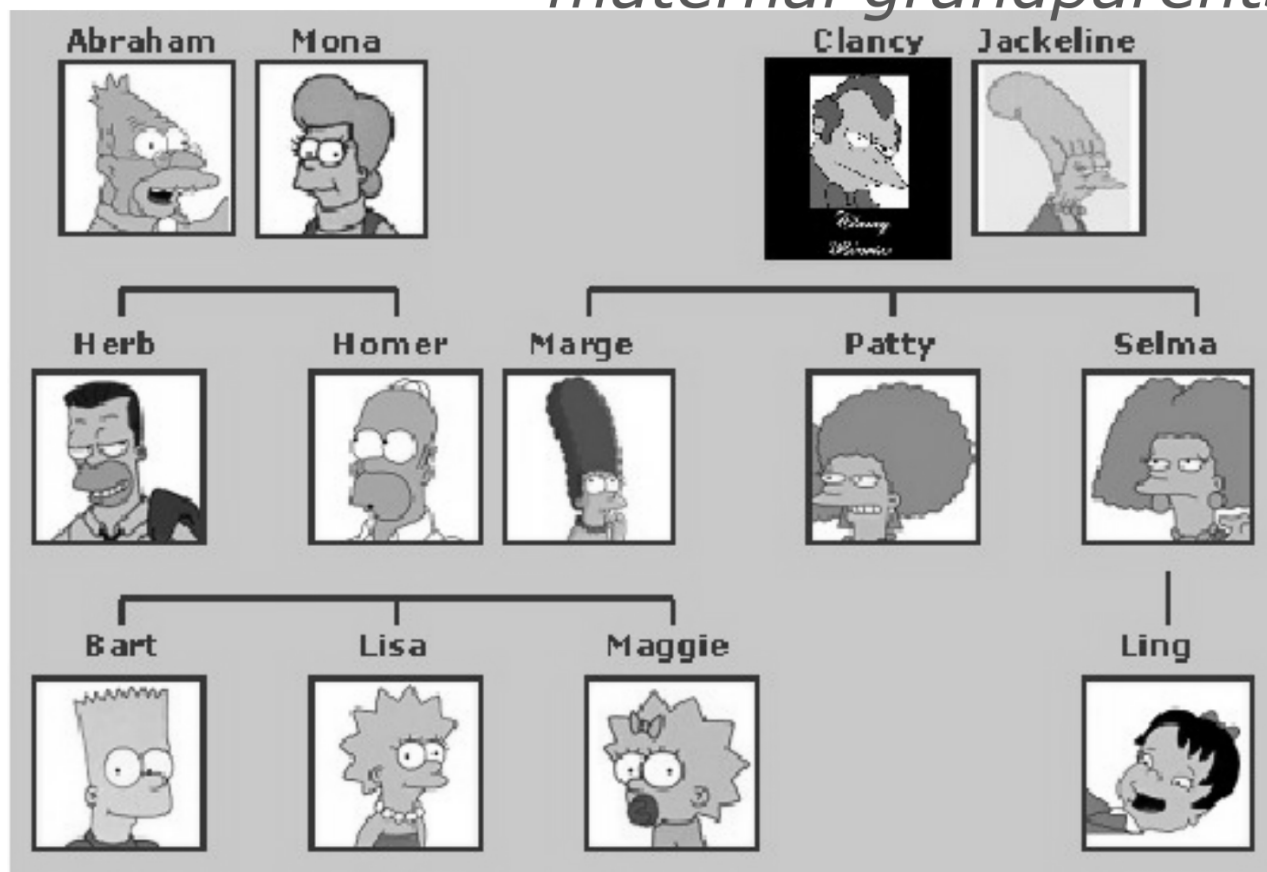 maternal grandparent
Abraham Mona Clancy Jackeline
Herb Homer Marge Patty Selma
Bart Lisa Maggie Ling